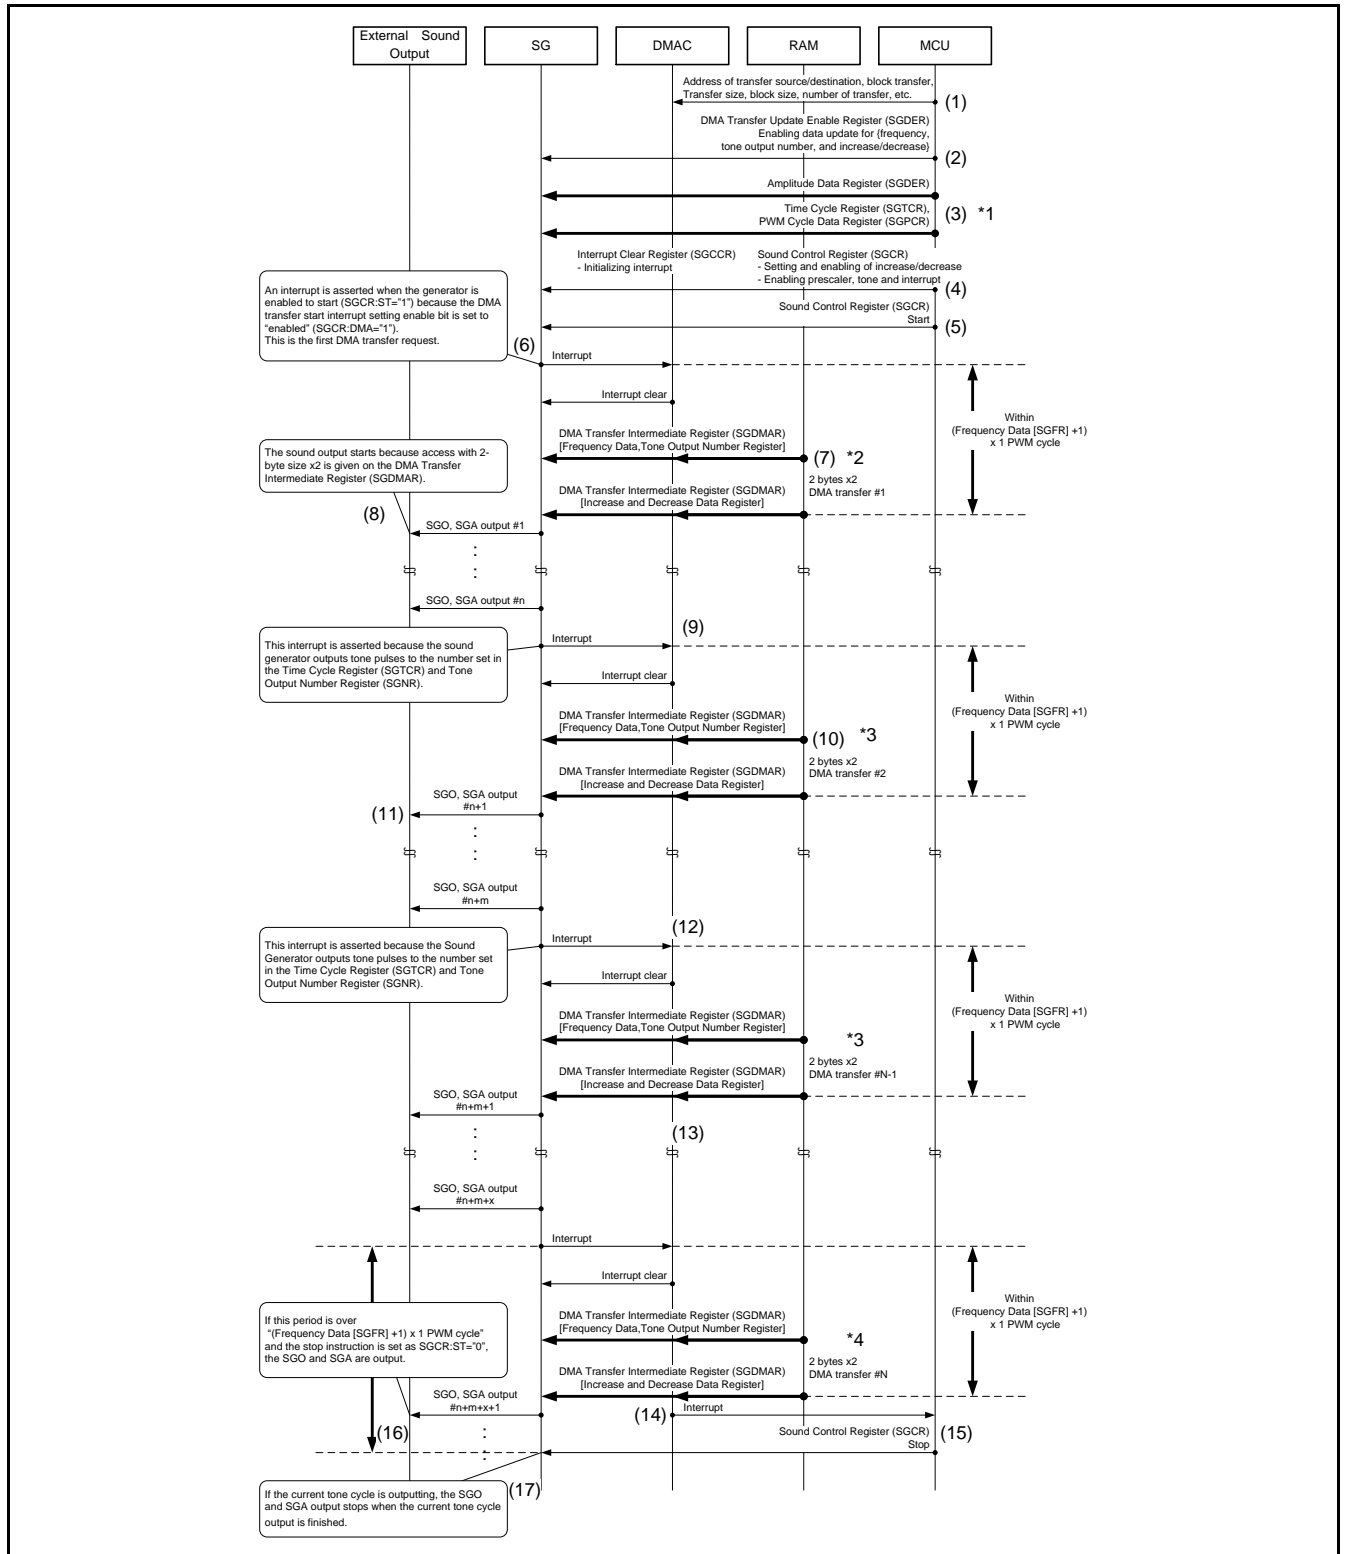 External Sound
Output
SG
DMAC
RAM
MCU
Address of transfer source/destination, block transfer,
Transfer size, block size, number of transfer, etc.
(1)
DMA Transfer Update Enable Register (SGDER)
Enabling data update for {frequency,
tone output number, and increase/decrease}
(2)
Amplitude Data Register (SGDER)
Time Cycle Register (SGTCR),
PWM Cycle Data Register (SGPCR)
(3) *1
Interrupt Clear Register (SGCCR)
- Initializing interrupt
Sound Control Register (SGCR)
- Setting and enabling of increase/decrease
- Enabling prescaler, tone and interrupt
(4)
Sound Control Register (SGCR)
Start
(5)
An interrupt is asserted when the generator is
enabled to start (SGCR:ST="1") because the DMA
transfer start interrupt setting enable bit is set to
“enabled” (SGCR:DMA="1").
This is the first DMA transfer request.
(6)
Interrupt
Interrupt clear
Within
(Frequency Data [SGFR] +1)
x 1 PWM cycle
DMA Transfer Intermediate Register (SGDMAR)
[Frequency Data,Tone Output Number Register]
(7) *2
2 bytes x2
DMA transfer #1
The sound output starts because access with 2-
byte size x2 is given on the DMA Transfer
Intermediate Register (SGDMAR).
DMA Transfer Intermediate Register (SGDMAR)
[Increase and Decrease Data Register]
(8)
SGO, SGA output #1
:
:
SGO, SGA output #n
(9)
This interrupt is asserted because the sound
generator outputs tone pulses to the number set in
the Time Cycle Register (SGTCR) and Tone
Output Number Register (SGNR).
Interrupt
Interrupt clear
Within
(Frequency Data [SGFR] +1)
x 1 PWM cycle
DMA Transfer Intermediate Register (SGDMAR)
[Frequency Data,Tone Output Number Register]
(10) *3
2 bytes x2
DMA transfer #2
DMA Transfer Intermediate Register (SGDMAR)
[Increase and Decrease Data Register]
SGO, SGA output
#n+1
(11)
:
:
SGO, SGA output
#n+m
(12)
This interrupt is asserted because the Sound
Generator outputs tone pulses to the number set
in the Time Cycle Register (SGTCR) and Tone
Output Number Register (SGNR).
Interrupt
Interrupt clear
Within
(Frequency Data [SGFR] +1)
x 1 PWM cycle
DMA Transfer Intermediate Register (SGDMAR)
[Frequency Data,Tone Output Number Register]
*3
2 bytes x2
DMA transfer #N-1
DMA Transfer Intermediate Register (SGDMAR)
[Increase and Decrease Data Register]
SGO, SGA output
#n+m+1
(13)
:
:
SGO, SGA output
#n+m+x
Interrupt
Interrupt clear
Within
(Frequency Data [SGFR] +1)
x 1 PWM cycle
If this period is over
“(Frequency Data [SGFR] +1) x 1 PWM cycle”
and the stop instruction is set as SGCR:ST="0",
the SGO and SGA are output.
DMA Transfer Intermediate Register (SGDMAR)
[Frequency Data,Tone Output Number Register]
*4
2 bytes x2
DMA transfer #N
DMA Transfer Intermediate Register (SGDMAR)
[Increase and Decrease Data Register]
SGO, SGA output
#n+m+x+1
(14)
Interrupt
(16)
:
:
Sound Control Register (SGCR)
Stop
(15)
(17)
If the current tone cycle is outputting, the SGO
and SGA output stops when the current tone cycle
output is finished.